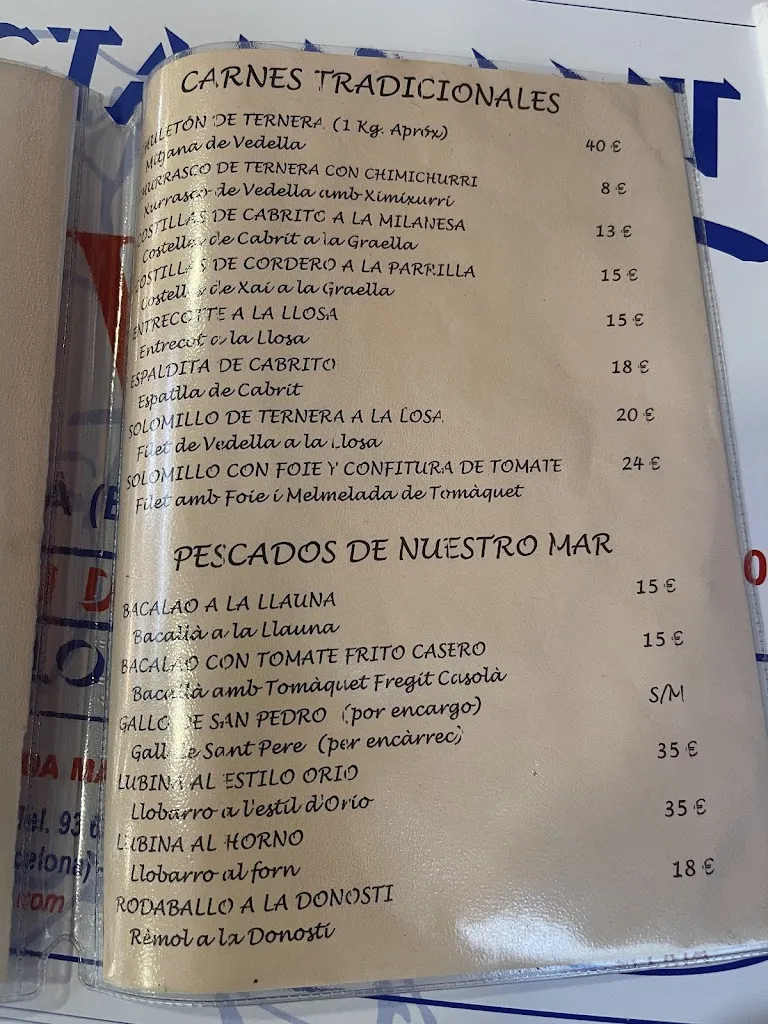 CARNES TRADICIONALES
CHULETÓN DE TERNERA (1 Kg. Apróx) 40 €
Mitjana de Vedella
CHURRASCO DE TERNERA CON CHIMICHURRI 8 €
Xurrasco de Vedella amb Ximixurri
COSTILLAS DE CABRITO A LA MILANESA 13 €
Costelles de Cabrit a la Graella
COSTILLAS DE CORDERO A LA PARRILLA 15 €
Costelles de Xai a la Graella
ENTRECOTTE A LA LLOSA 15 €
Entrecot a la Llosa
ESPALDITA DE CABRITO 18 €
Espatlla de Cabrit
SOLOMILLO DE TERNERA A LA LOSA 20 €
Filet de Vedella a la Llosa
SOLOMILLO CON FOIE Y CONFITURA DE TOMATE 24 €
Filet amb Foie i Melmelada de Tomàquet
PESCADOS DE NUESTRO MAR
BACALAO A LA LLAUNA 15 €
Bacallà a la Llauna
BACALAO CON TOMATE FRITO CASERO 15 €
Bacallà amb Tomàquet Fregit Casolà
GALLO DE SAN PEDRO (por encargo) S/M
Gall de Sant Pere (per encàrrec)
LUBINA AL ESTILO ORIO 35 €
Llobarro a l'estil d'Orio
LUBINA AL HORNO 35 €
Llobarro al forn
RODABALLO A LA DONOSTI 18 €
Rèmol a la Donosti
Tel. 93